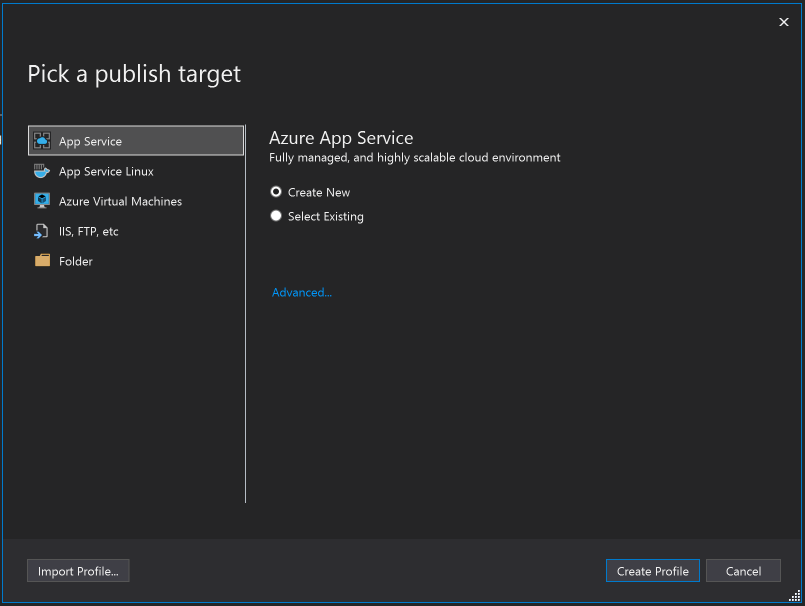 Pick a publish target
App Service
App Service Linux
Azure Virtual Machines
IIS, FTP, etc
Folder
Azure App Service
Fully managed, and highly scalable cloud environment
Create New
Select Existing
Advanced...
Import Profile...
Create Profile
Cancel